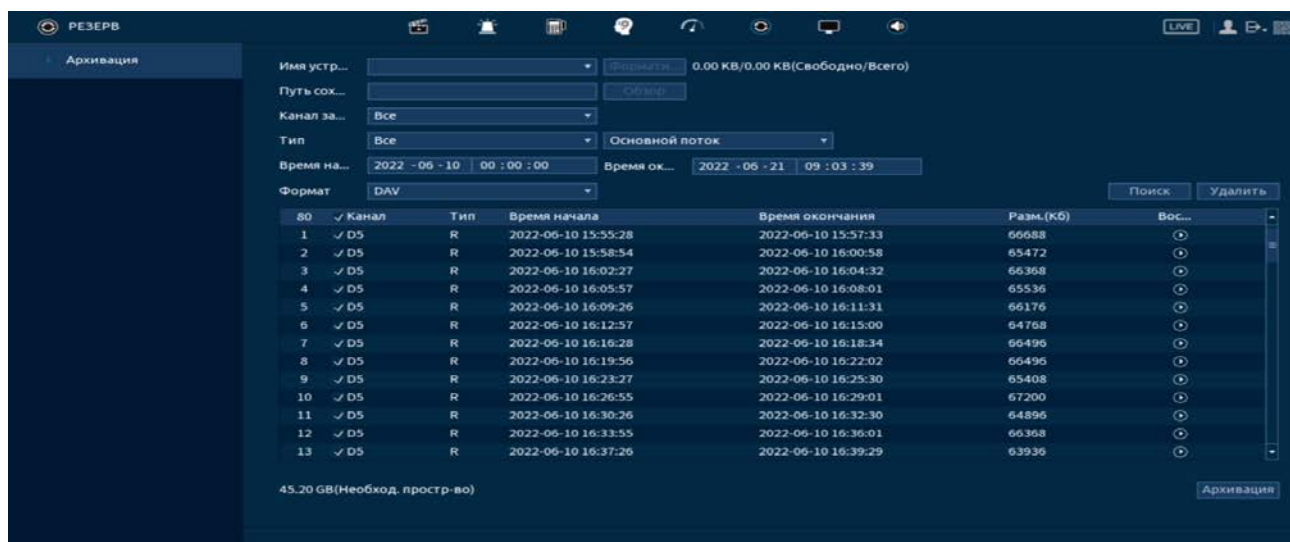 РЕЗЕРВ LIVE
Архивация
Имя устр... Формати... 0.00 KB/0.00 KB(Свободно/Всего)
Путь сох... Обзор
Канал за... Все
Тип Все Основной поток
Время на... 2022 - 06 - 10 00 : 00 : 00 Время ок... 2022 - 06 - 21 09 : 03 : 39
Формат DAV Поиск Удалить
80 Канал Тип Время начала Время окончания Разм.(Кб) Вос...
1 D5 R 2022-06-10 15:55:28 2022-06-10 15:57:33 66688
2 D5 R 2022-06-10 15:58:54 2022-06-10 16:00:58 65472
3 D5 R 2022-06-10 16:02:27 2022-06-10 16:04:32 66368
4 D5 R 2022-06-10 16:05:57 2022-06-10 16:08:01 65536
5 D5 R 2022-06-10 16:09:26 2022-06-10 16:11:31 66176
6 D5 R 2022-06-10 16:12:57 2022-06-10 16:15:00 64768
7 D5 R 2022-06-10 16:16:28 2022-06-10 16:18:34 66496
8 D5 R 2022-06-10 16:19:56 2022-06-10 16:22:02 66496
9 D5 R 2022-06-10 16:23:27 2022-06-10 16:25:30 65408
10 D5 R 2022-06-10 16:26:55 2022-06-10 16:29:01 67200
11 D5 R 2022-06-10 16:30:26 2022-06-10 16:32:30 64896
12 D5 R 2022-06-10 16:33:55 2022-06-10 16:36:01 66368
13 D5 R 2022-06-10 16:37:26 2022-06-10 16:39:29 63936
45.20 GB(Необход. простр-во) Архивация